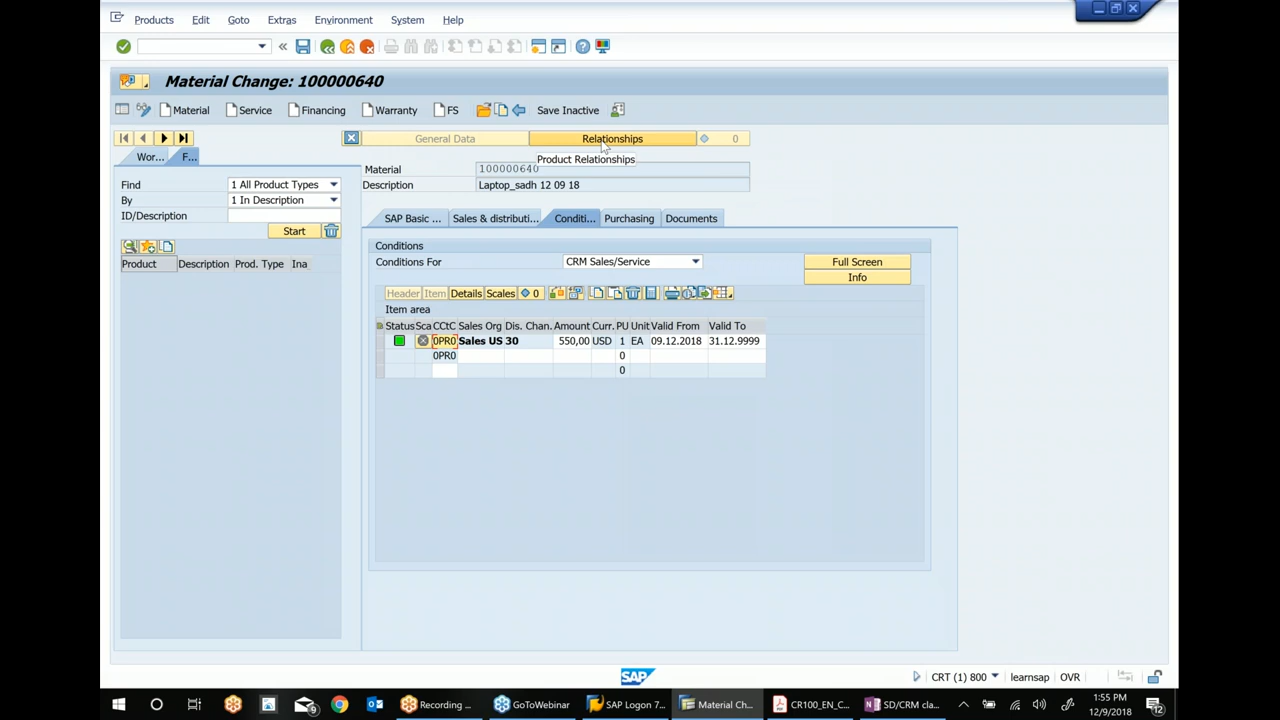 Products Edit Goto Extras Environment System Help
Material Change: 100000640
Material Service Financing Warranty FS Save Inactive
General Data Relationships 0
Wor... F...
Product Relationships
Material 100000640
Description Laptop_sadh 12 09 18
Find 1 All Product Types
By 1 In Description
ID/Description
Start
Product Description Prod. Type Ina
SAP Basic ... Sales & distributi... Conditi... Purchasing Documents
Conditions
Conditions For CRM Sales/Service Full Screen
Info
Header Item Details Scales 0
Item area
Status Sca CCtC Sales Org Dis. Chan. Amount Curr. PU Unit Valid From Valid To
0PR0 Sales US 30 550,00 USD 1 EA 09.12.2018 31.12.9999
0PR0 0
0
SAP
CRT (1) 800 learnsap OVR
Recording ... GoToWebinar SAP Logon 7... Material Ch... CR100_EN_C... SD/CRM cla... 1:55 PM
12/9/2018
12